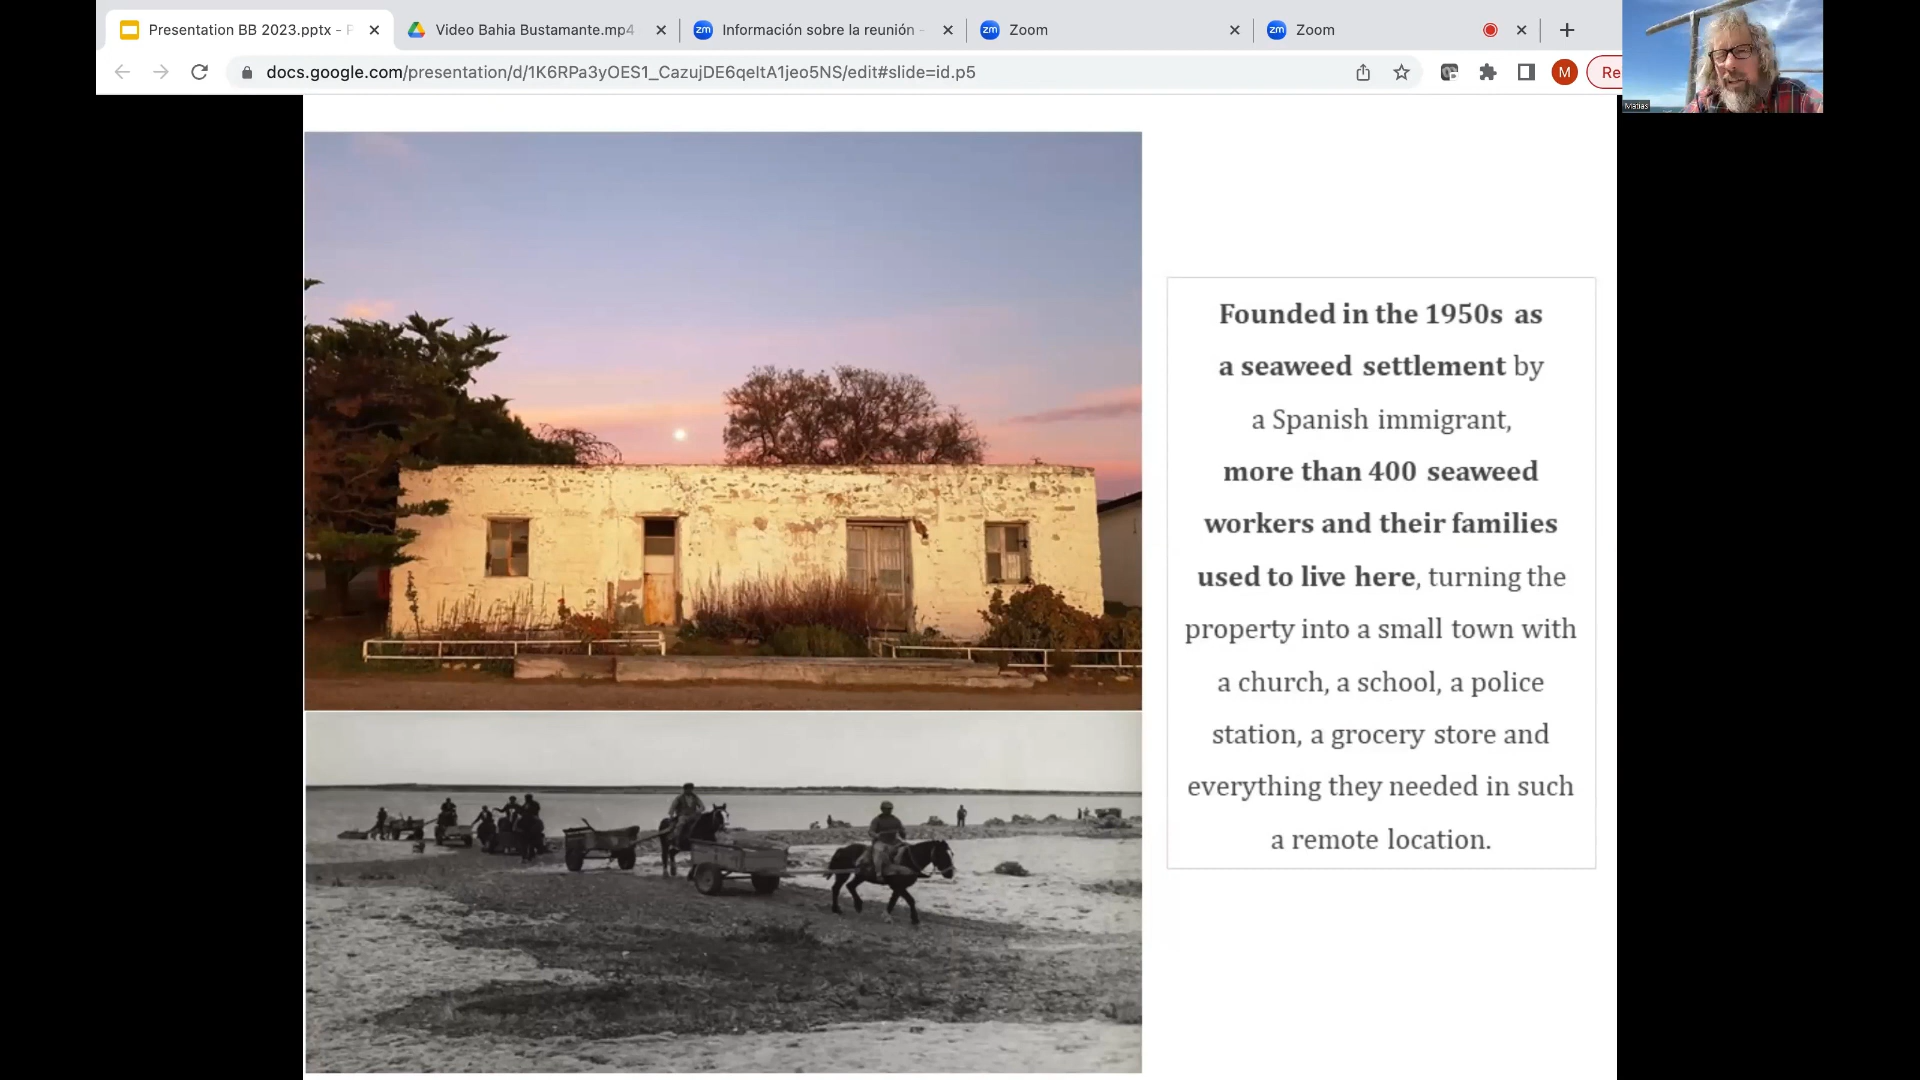 Presentation BB 2023.pptx - P
Video Bahia Bustamante.mp4
Información sobre la reunión -
Zoom
Zoom
docs.google.com/presentation/d/1K6RPa3yOES1_CazujDE6qeItA1jeo5NS/edit#slide=id.p5
M
Re
Matias
Founded in the 1950s as
a seaweed settlement by
a Spanish immigrant,
more than 400 seaweed
workers and their families
used to live here, turning the
property into a small town with
a church, a school, a police
station, a grocery store and
everything they needed in such
a remote location.